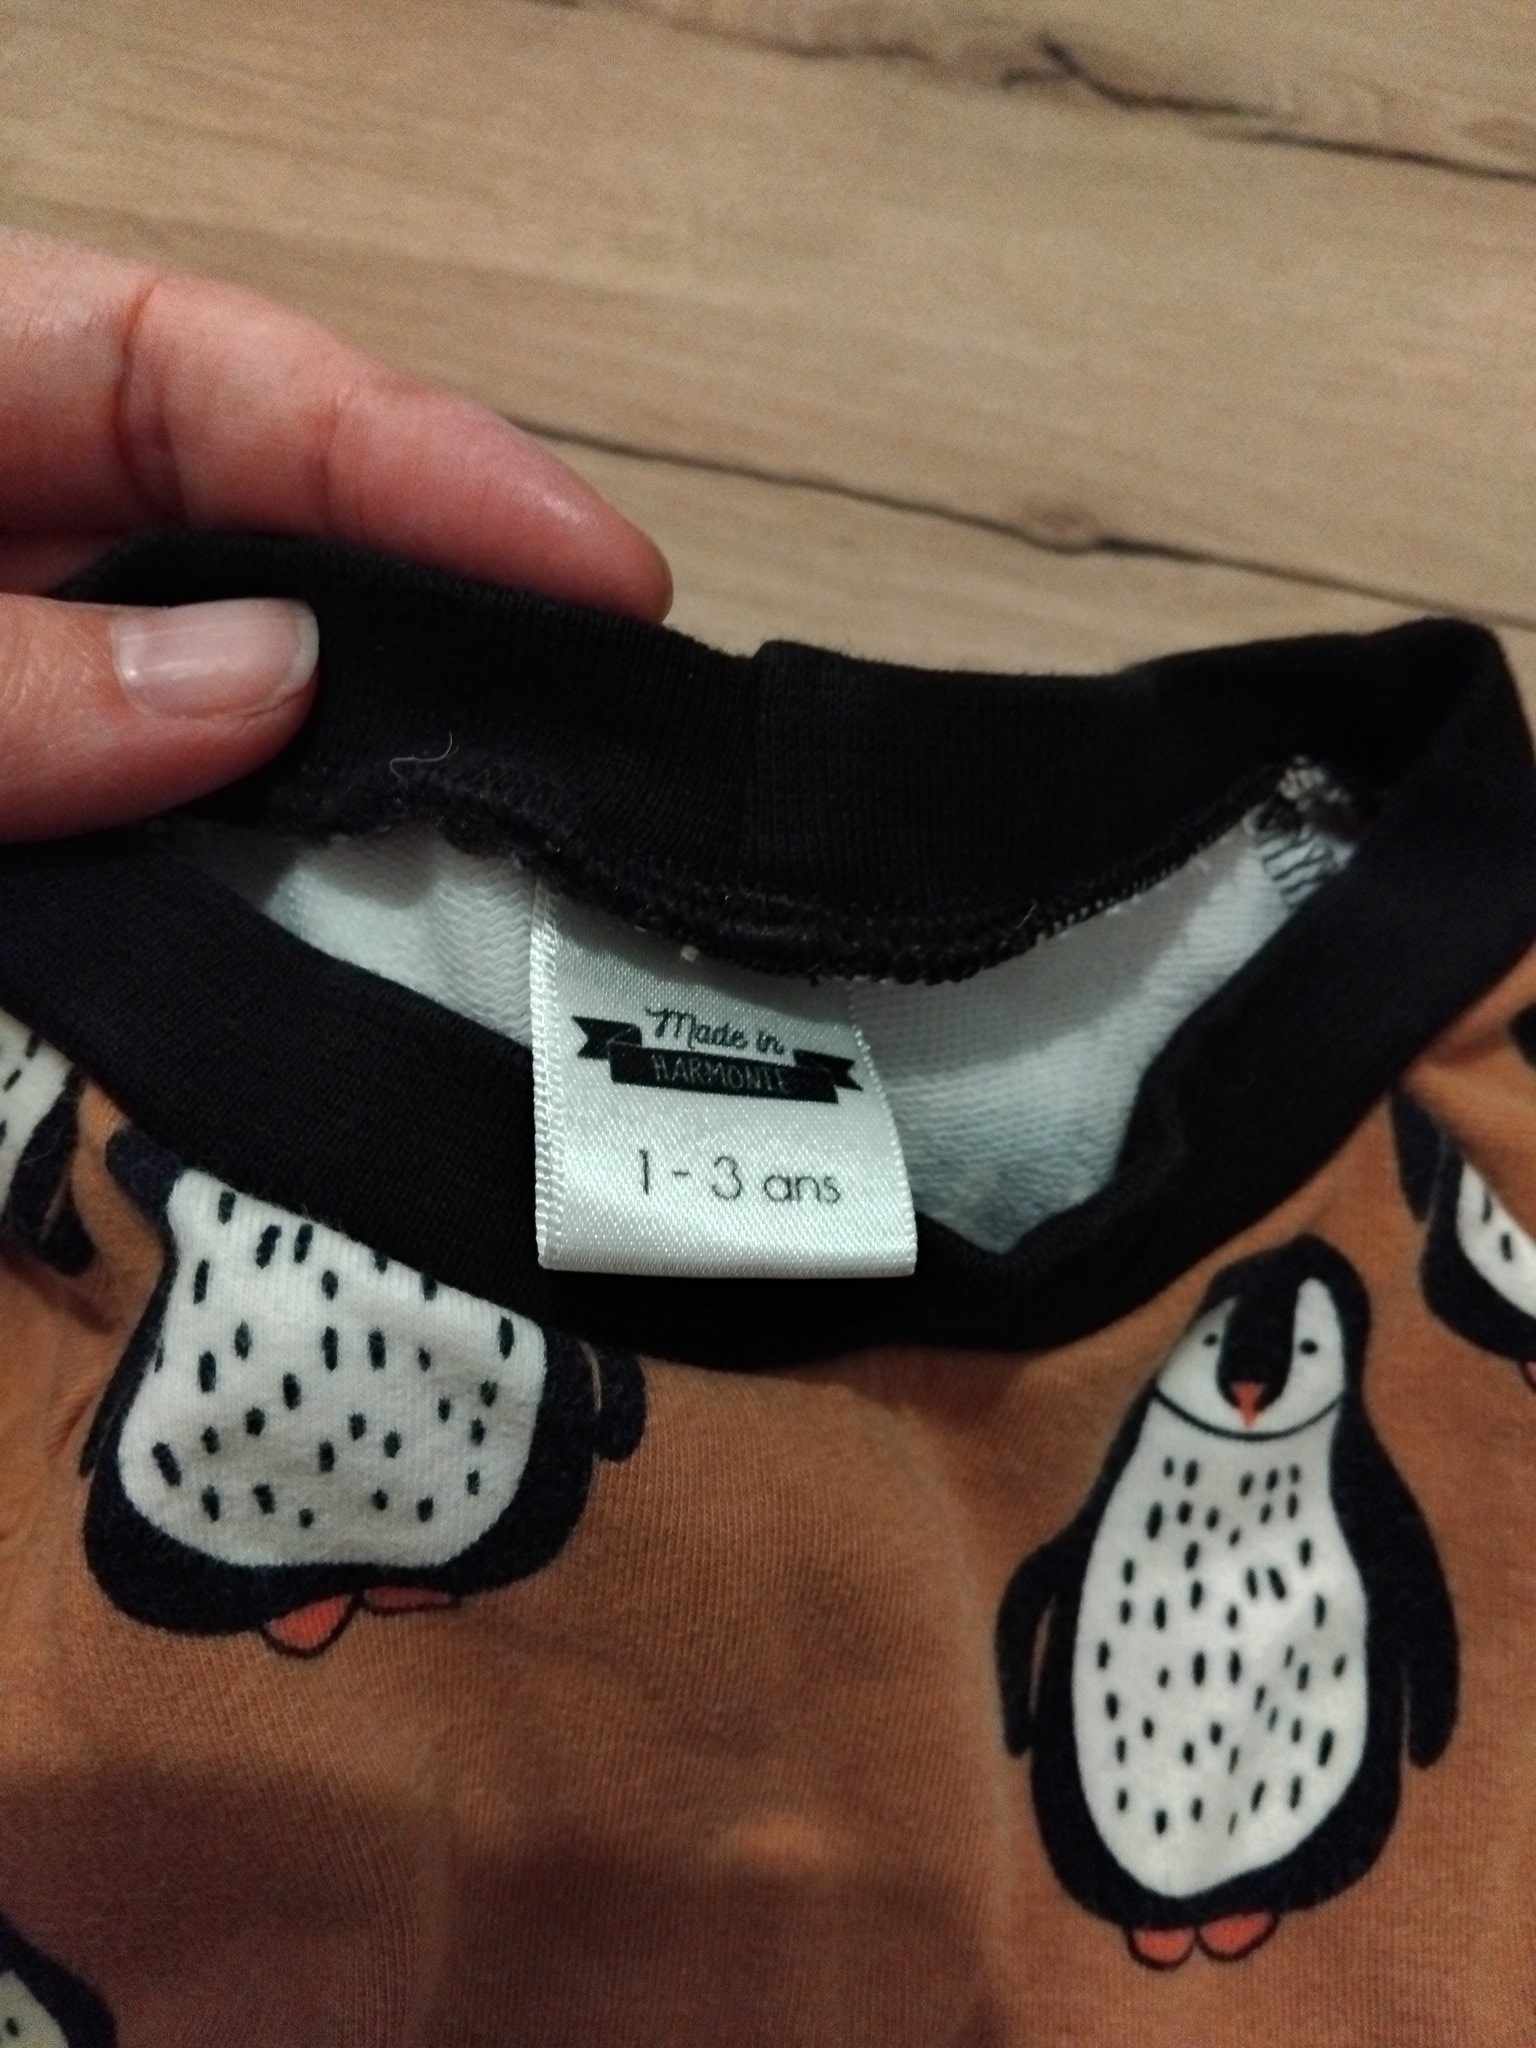 Made in
HARMONIE
1 - 3 ans